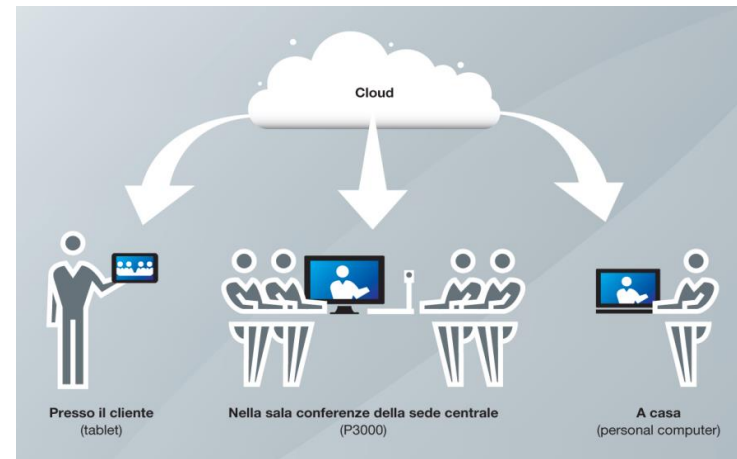 Cloud
Presso il cliente
(tablet)
Nella sala conferenze della sede centrale
(P3000)
A casa
(personal computer)